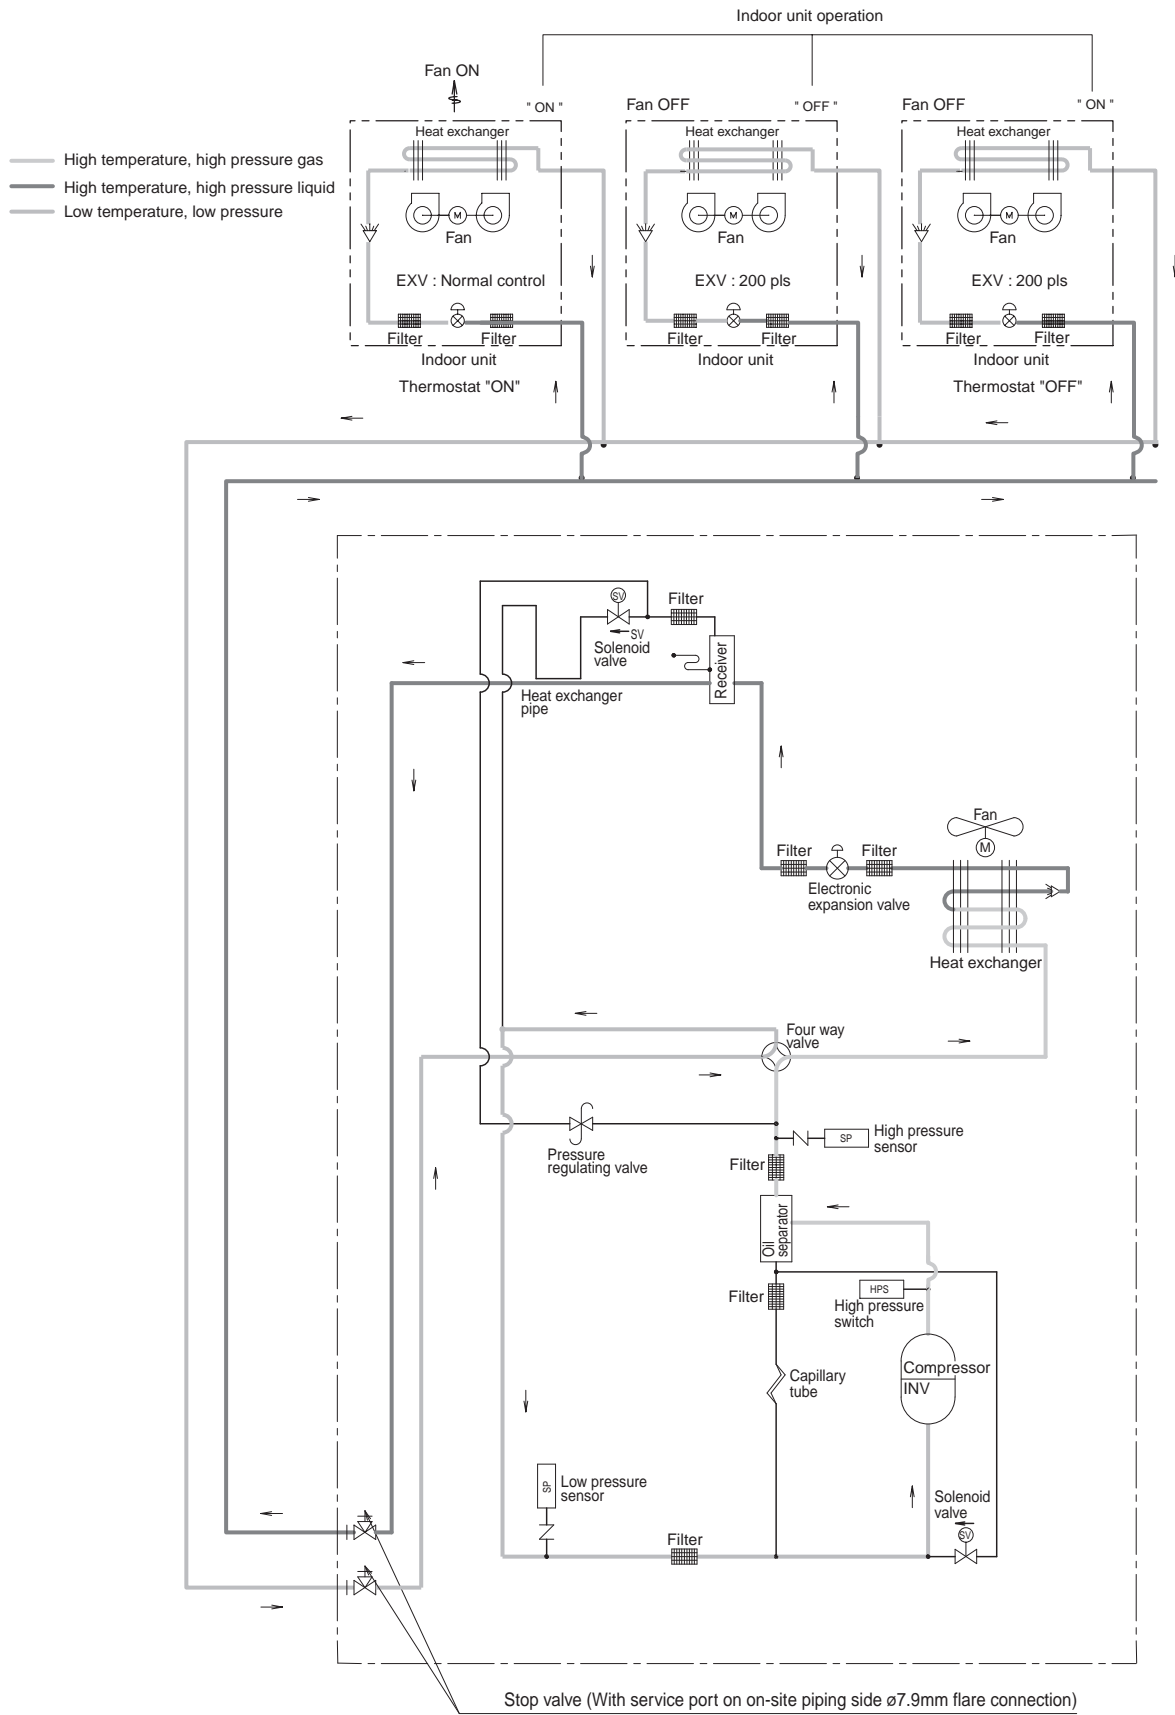 Indoor unit operation
Fan ON
" ON "
Fan OFF
" OFF "
Fan OFF
" ON "
Heat exchanger
Heat exchanger
Heat exchanger
High temperature, high pressure gas
High temperature, high pressure liquid
Low temperature, low pressure
M
M
M
Fan
Fan
Fan
EXV : Normal control
EXV : 200 pls
EXV : 200 pls
Filter
Filter
Filter
Filter
Filter
Filter
Indoor unit
Indoor unit
Indoor unit
Thermostat "ON"
Thermostat "OFF"
SV
Filter
SV
Solenoid
valve
Receiver
Heat exchanger
pipe
Fan
M
Filter
Filter
Electronic
expansion valve
Heat exchanger
Four way
valve
Pressure
regulating valve
SP
High pressure
sensor
Filter
Oil
separator
Filter
HPS
High pressure
switch
Compressor
INV
Capillary
tube
SP
Low pressure
sensor
Solenoid
valve
SV
Filter
Stop valve (With service port on on-site piping side ø7.9mm flare connection)